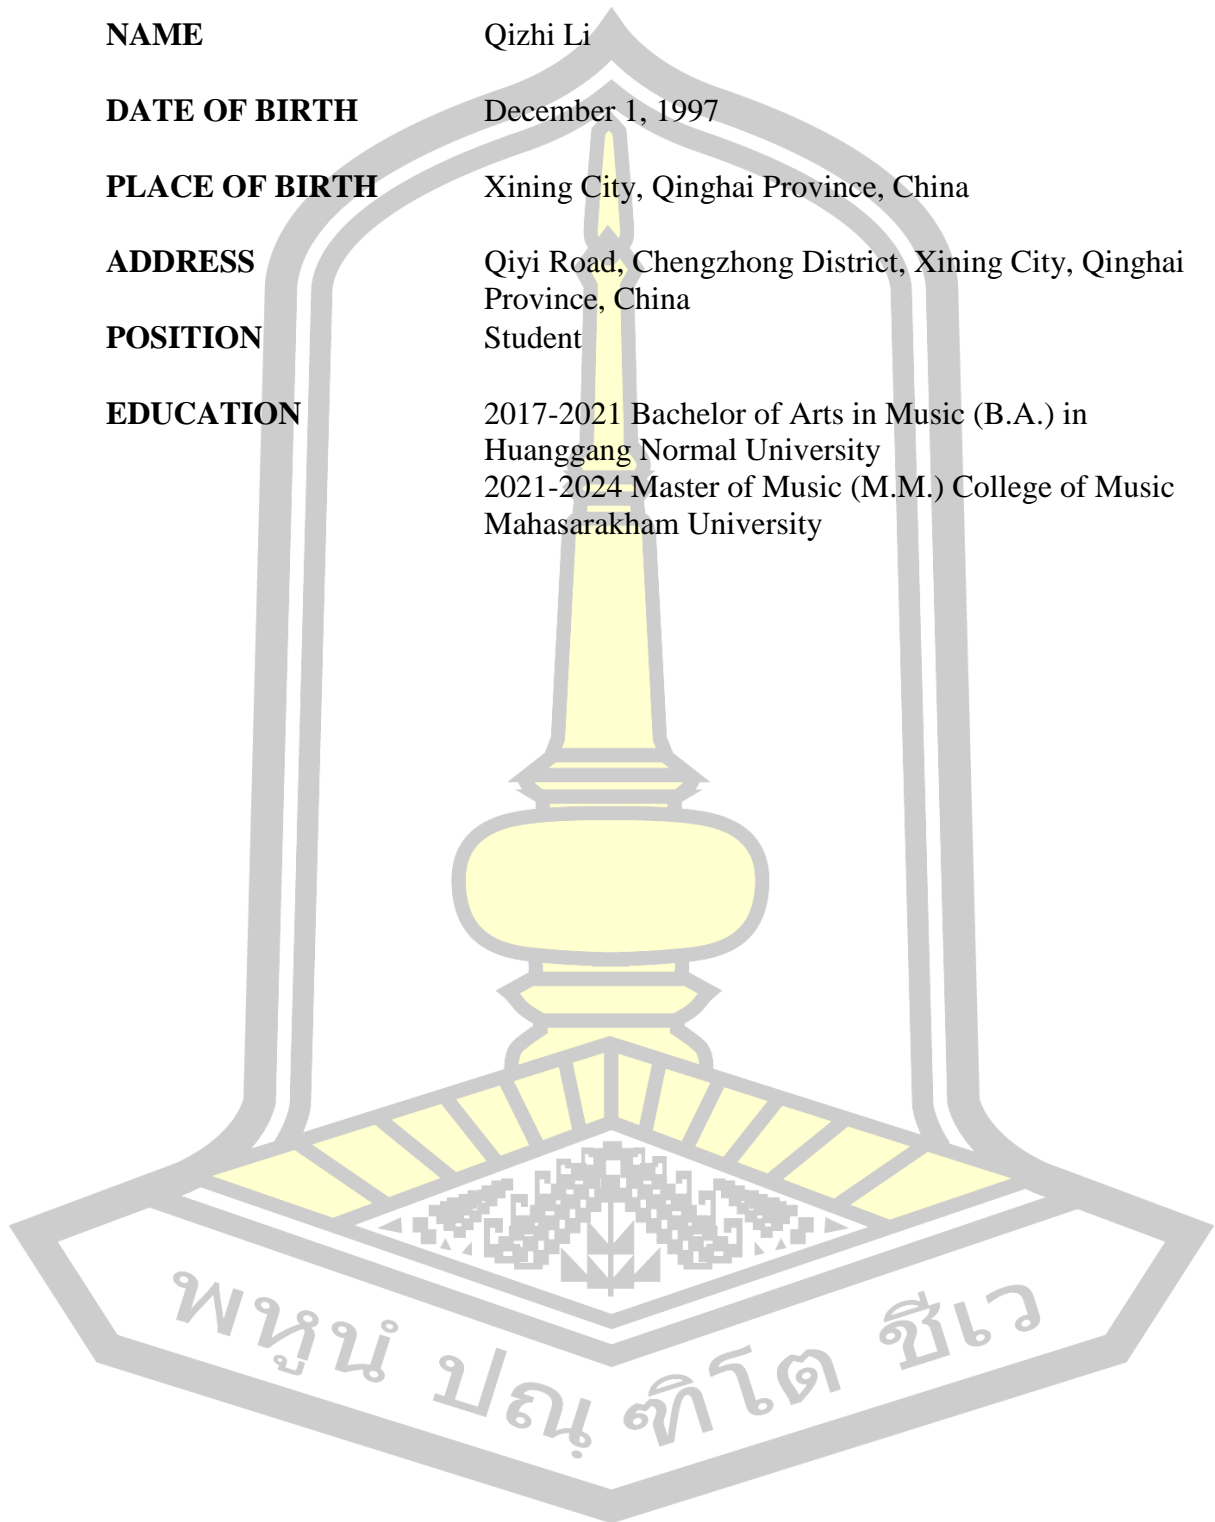 NAME Qizhi Li
DATE OF BIRTH December 1, 1997
PLACE OF BIRTH Xining City, Qinghai Province, China
ADDRESS Qiyi Road, Chengzhong District, Xining City, Qinghai
Province, China
POSITION Student
EDUCATION 2017-2021 Bachelor of Arts in Music (B.A.) in
Huanggang Normal University
2021-2024 Master of Music (M.M.) College of Music
Mahasarakham University
พหูนํ ปณฺฑิโต ชีเว